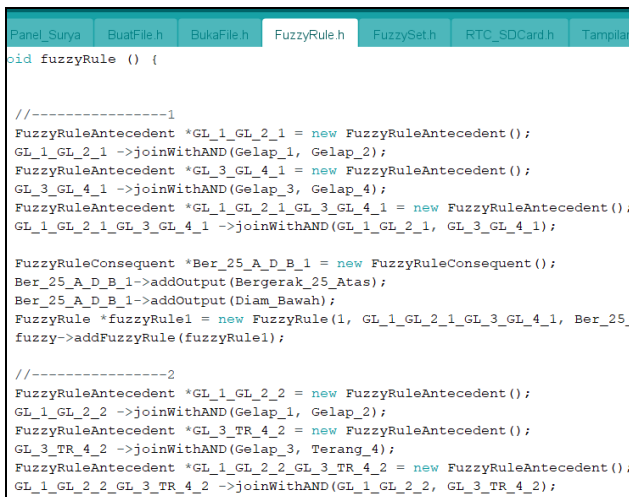 Panel_Surya BuatFile.h BukaFile.h FuzzyRule.h FuzzySet.h RTC_SDCard.h Tampilan
oid fuzzyRule () {
//----------------1
FuzzyRuleAntecedent *GL_1_GL_2_1 = new FuzzyRuleAntecedent();
GL_1_GL_2_1 ->joinWithAND(Gelap_1, Gelap_2);
FuzzyRuleAntecedent *GL_3_GL_4_1 = new FuzzyRuleAntecedent();
GL_3_GL_4_1 ->joinWithAND(Gelap_3, Gelap_4);
FuzzyRuleAntecedent *GL_1_GL_2_1_GL_3_GL_4_1 = new FuzzyRuleAntecedent();
GL_1_GL_2_1_GL_3_GL_4_1 ->joinWithAND(GL_1_GL_2_1, GL_3_GL_4_1);
FuzzyRuleConsequent *Ber_25_A_D_B_1 = new FuzzyRuleConsequent();
Ber_25_A_D_B_1->addOutput(Bergerak_25_Atas);
Ber_25_A_D_B_1->addOutput(Diam_Bawah);
FuzzyRule *fuzzyRule1 = new FuzzyRule(1, GL_1_GL_2_1_GL_3_GL_4_1, Ber_25_
fuzzy->addFuzzyRule(fuzzyRule1);
//----------------2
FuzzyRuleAntecedent *GL_1_GL_2_2 = new FuzzyRuleAntecedent();
GL_1_GL_2_2 ->joinWithAND(Gelap_1, Gelap_2);
FuzzyRuleAntecedent *GL_3_TR_4_2 = new FuzzyRuleAntecedent();
GL_3_TR_4_2 ->joinWithAND(Gelap_3, Terang_4);
FuzzyRuleAntecedent *GL_1_GL_2_2_GL_3_TR_4_2 = new FuzzyRuleAntecedent();
GL_1_GL_2_2_GL_3_TR_4_2 ->joinWithAND(GL_1_GL_2_2, GL_3_TR_4_2);